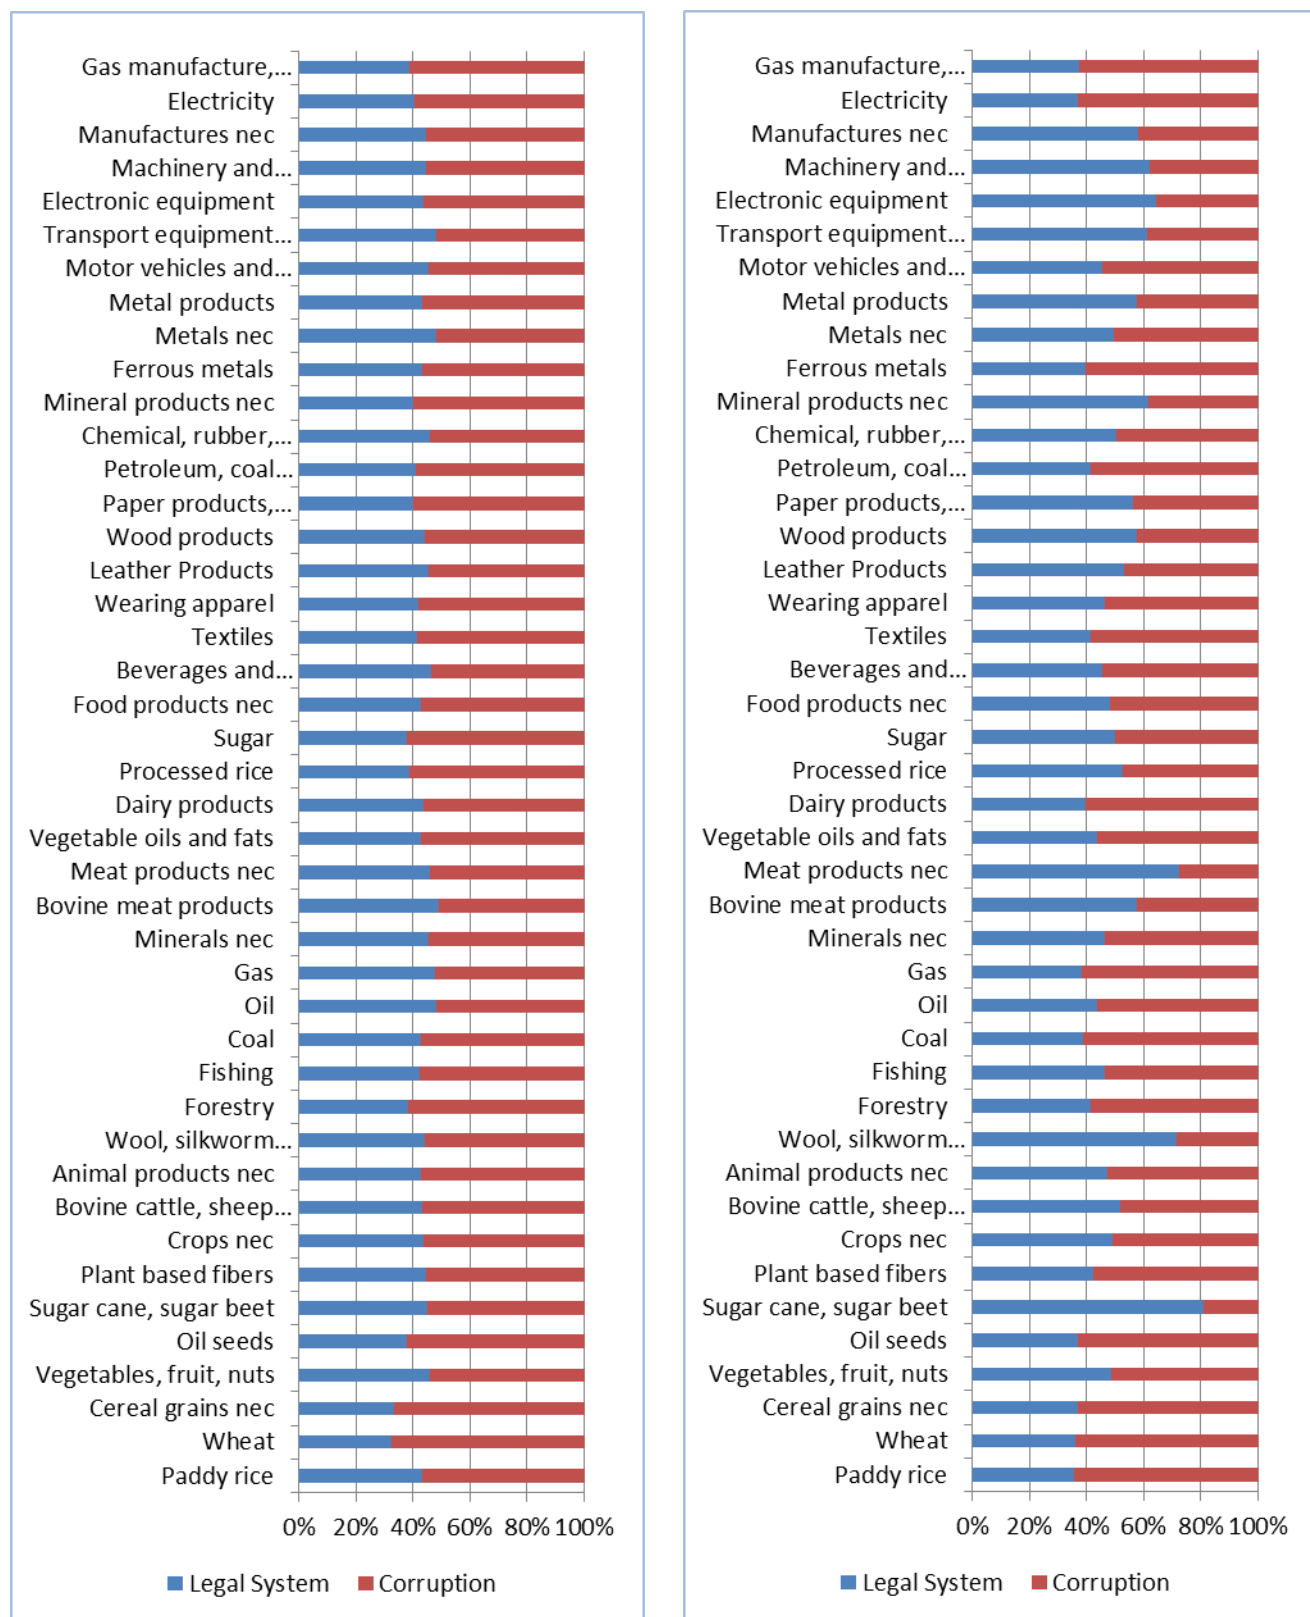 Gas manufacture,...
Electricity
Manufactures nec
Machinery and...
Electronic equipment
Transport equipment...
Motor vehicles and...
Metal products
Metals nec
Ferrous metals
Mineral products nec
Chemical, rubber,...
Petroleum, coal...
Paper products,...
Wood products
Leather Products
Wearing apparel
Textiles
Beverages and...
Food products nec
Sugar
Processed rice
Dairy products
Vegetable oils and fats
Meat products nec
Bovine meat products
Minerals nec
Gas
Oil
Coal
Fishing
Forestry
Wool, silkworm...
Animal products nec
Bovine cattle, sheep...
Crops nec
Plant based fibers
Sugar cane, sugar beet
Oil seeds
Vegetables, fruit, nuts
Cereal grains nec
Wheat
Paddy rice
0% 20% 40% 60% 80% 100%
Legal System Corruption
Gas manufacture,...
Electricity
Manufactures nec
Machinery and...
Electronic equipment
Transport equipment...
Motor vehicles and...
Metal products
Metals nec
Ferrous metals
Mineral products nec
Chemical, rubber,...
Petroleum, coal...
Paper products,...
Wood products
Leather Products
Wearing apparel
Textiles
Beverages and...
Food products nec
Sugar
Processed rice
Dairy products
Vegetable oils and fats
Meat products nec
Bovine meat products
Minerals nec
Gas
Oil
Coal
Fishing
Forestry
Wool, silkworm...
Animal products nec
Bovine cattle, sheep...
Crops nec
Plant based fibers
Sugar cane, sugar beet
Oil seeds
Vegetables, fruit, nuts
Cereal grains nec
Wheat
Paddy rice
0% 20% 40% 60% 80% 100%
Legal System Corruption